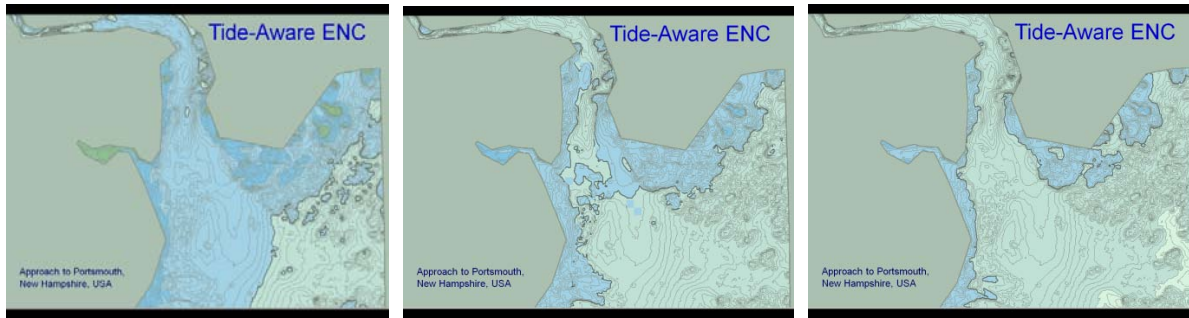 Tide-Aware ENC
Approach to Portsmouth,
New Hampshire, USA
Tide-Aware ENC
Approach to Portsmouth,
New Hampshire, USA
Tide-Aware ENC
Approach to Portsmouth,
New Hampshire, USA